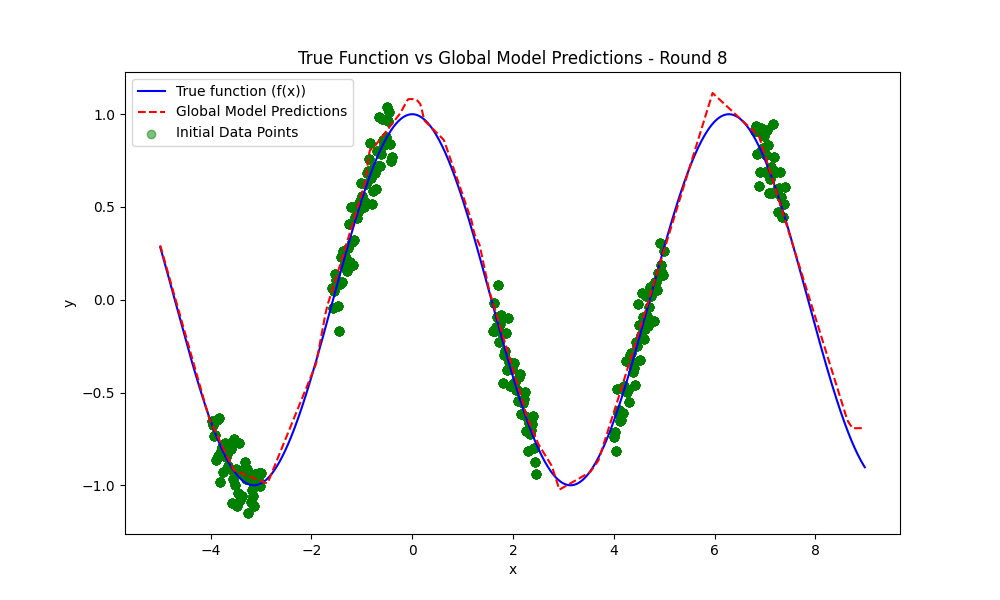 True Function vs Global Model Predictions - Round 8
True function (f(x))
Global Model Predictions
Initial Data Points
1.0
0.5
0.0
−0.5
−1.0
y
−4
−2
0
2
4
6
8
x